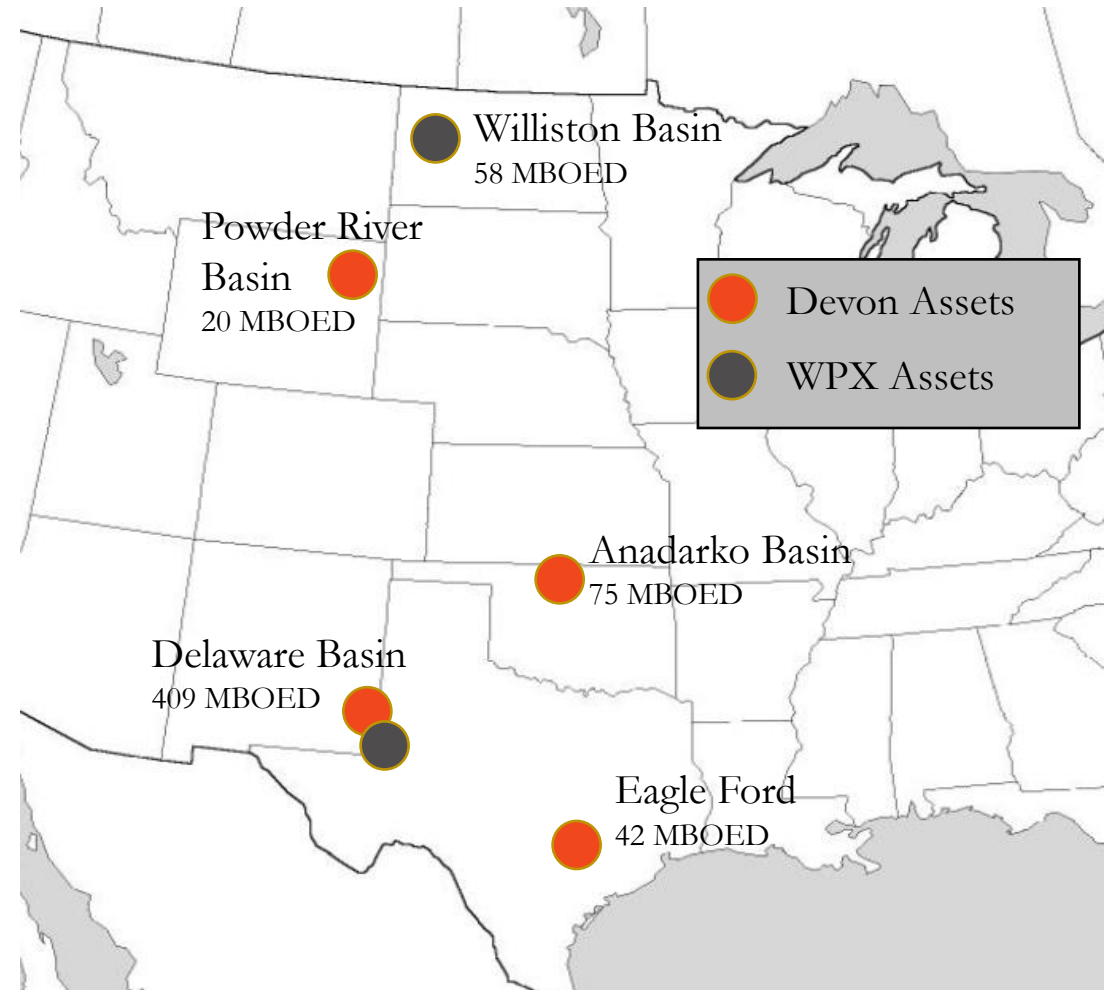 Williston Basin
58 MBOED
Powder River
Basin
20 MBOED
Devon Assets
WPX Assets
Anadarko Basin
75 MBOED
Delaware Basin
409 MBOED
Eagle Ford
42 MBOED